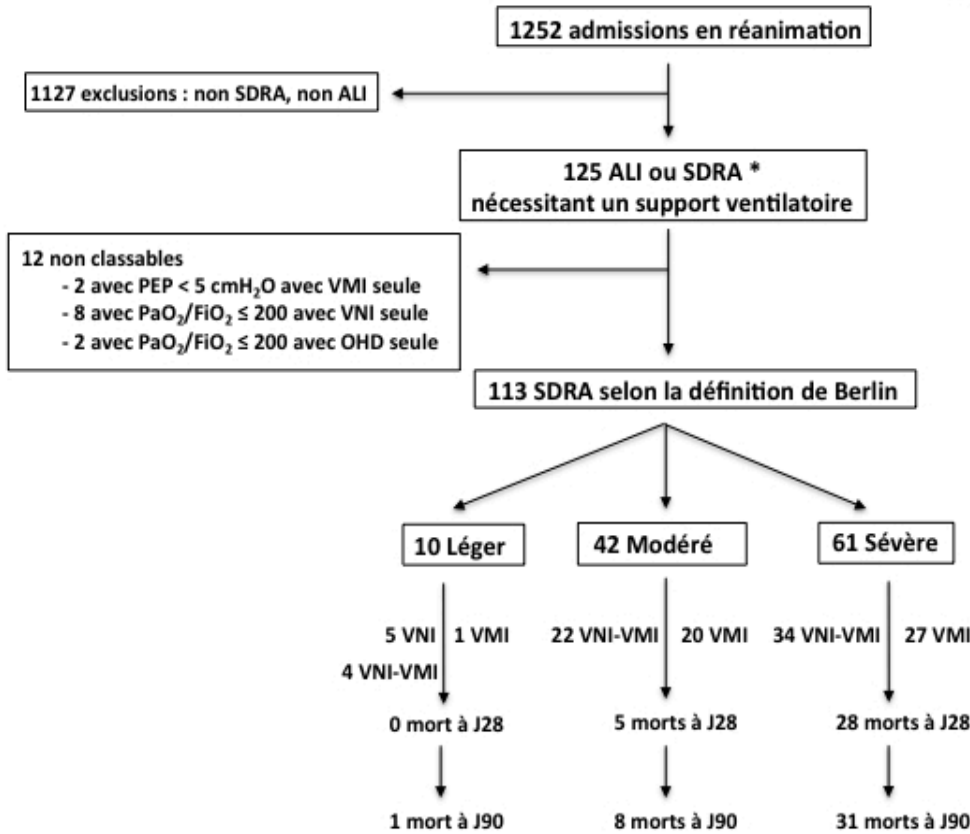 1252 admissions en réanimation
1127 exclusions : non SDRA, non ALI
125 ALI ou SDRA *
nécessitant un support ventilatoire
12 non classables
- 2 avec PEP < 5 cmH₂O avec VMI seule
- 8 avec PaO₂/FiO₂ ≤ 200 avec VNI seule
- 2 avec PaO₂/FiO₂ ≤ 200 avec OHD seule
113 SDRA selon la définition de Berlin
10 Léger
42 Modéré
61 Sévère
5 VNI
1 VMI
4 VNI-VMI
22 VNI-VMI
20 VMI
34 VNI-VMI
27 VMI
0 mort à J28
5 morts à J28
28 morts à J28
1 mort à J90
8 morts à J90
31 morts à J90